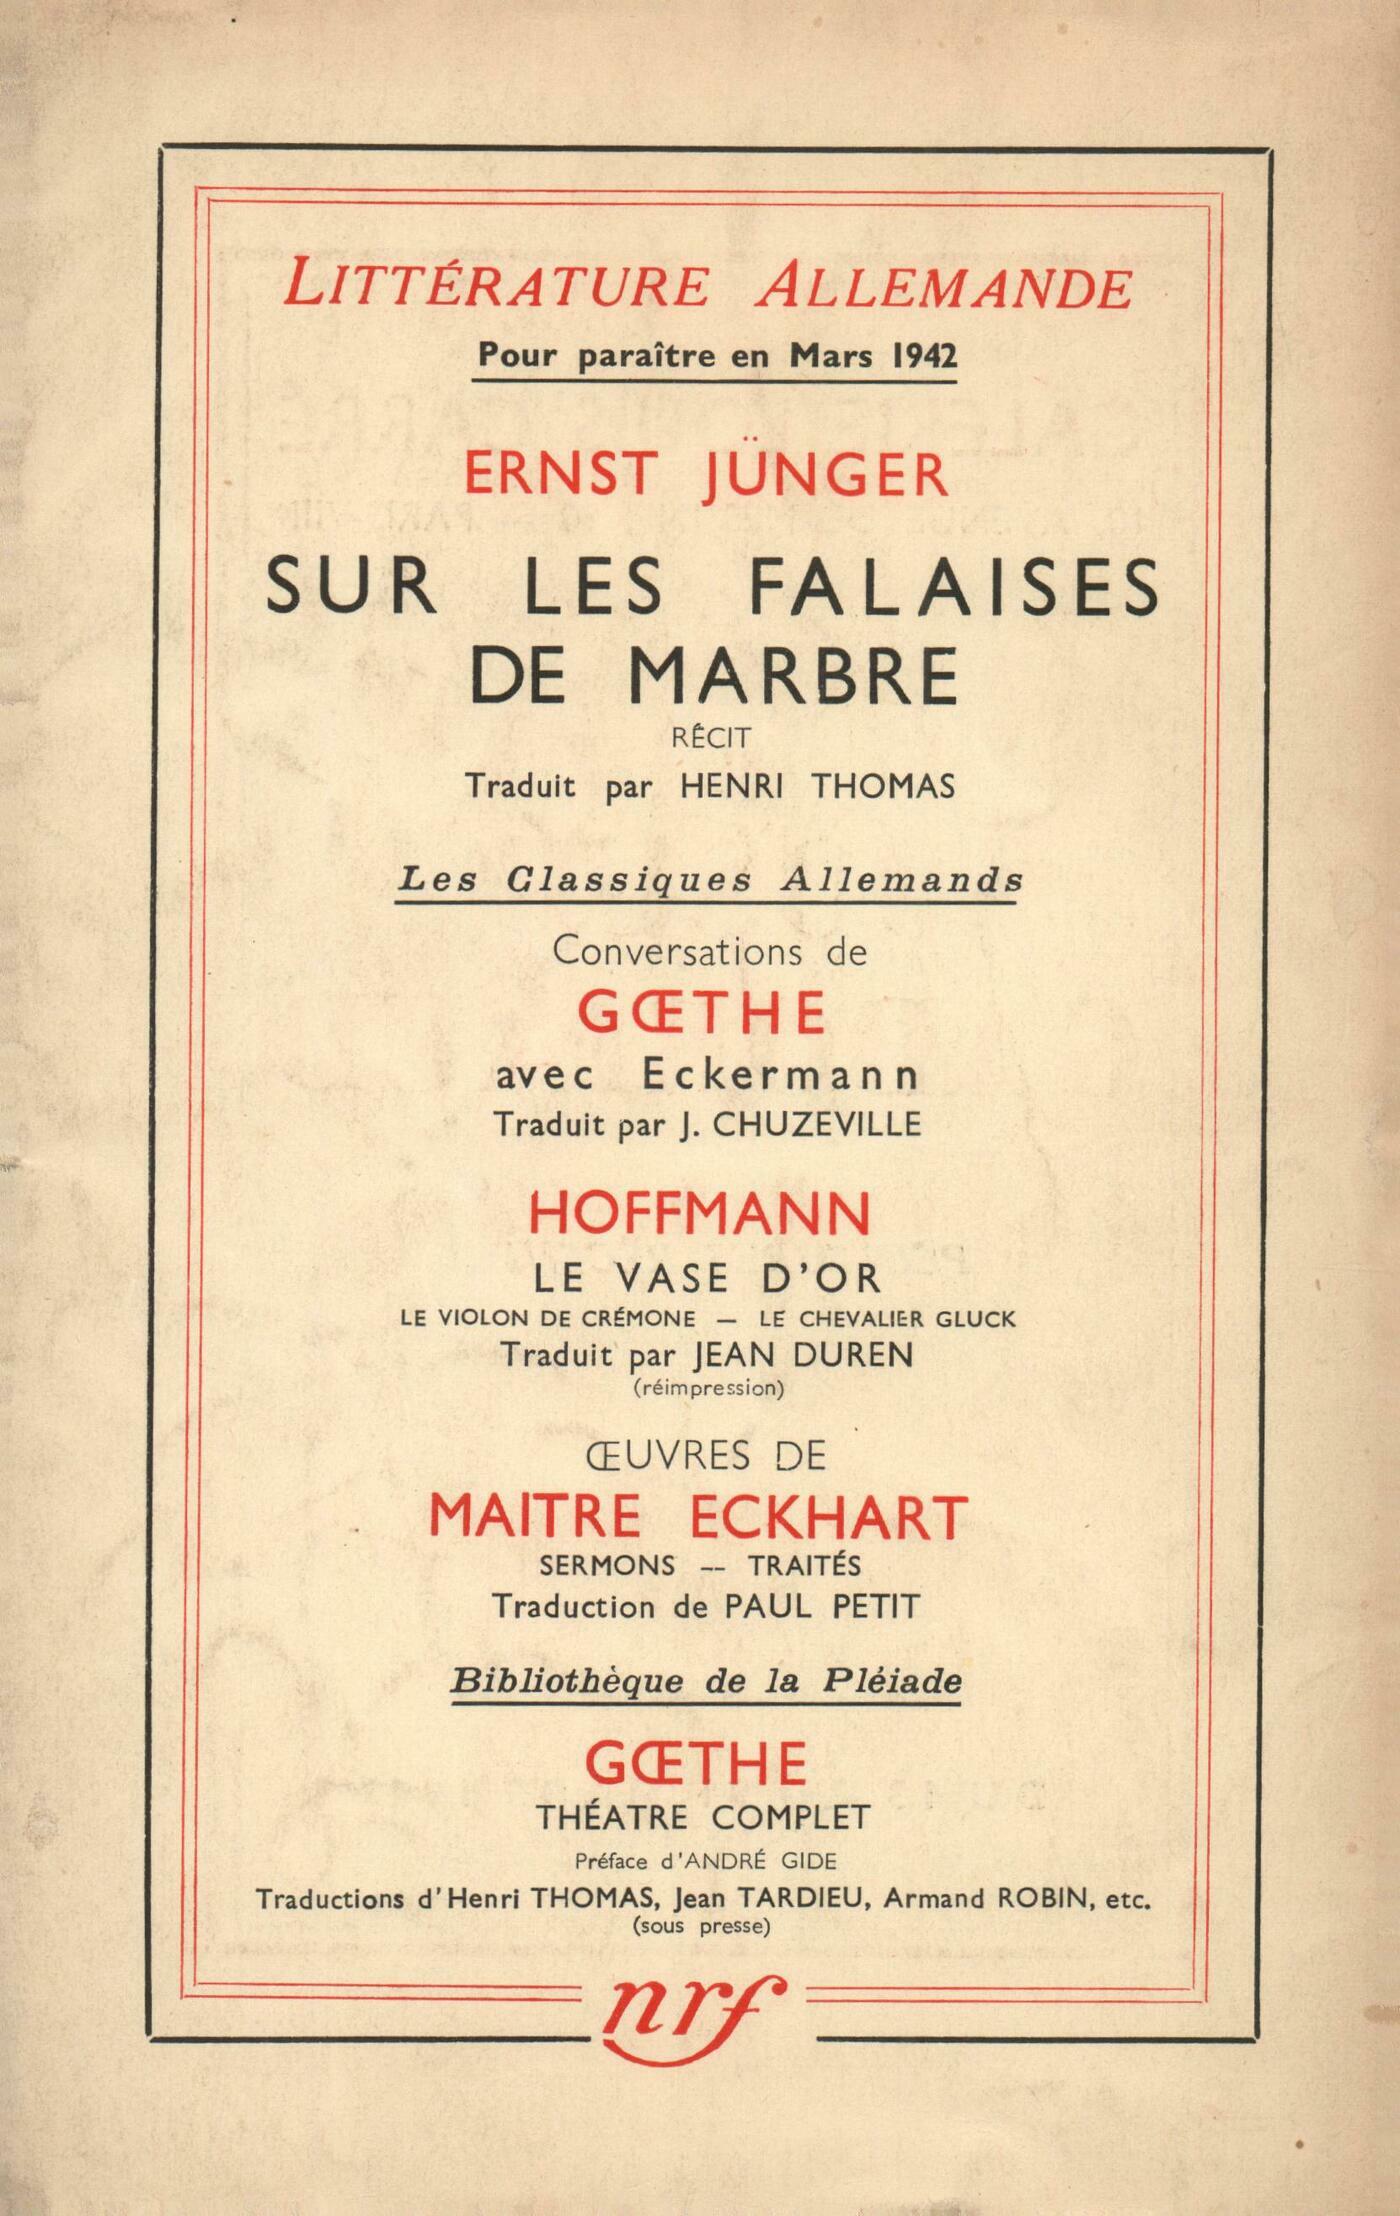 LITTÉRATURE ALLEMANDE
Pour paraître en Mars 1942
ERNST JÜNGER
SUR LES FALAISES
DE MARBRE
RÉCIT
Traduit par HENRI THOMAS
Les Classiques Allemands
Conversations de
GŒTHE
avec Eckermann
Traduit par J. CHUZEVILLE
HOFFMANN
LE VASE D'OR
LE VIOLON DE CRÉMONE — LE CHEVALIER GLUCK
Traduit par JEAN DUREN
(réimpression)
ŒUVRES DE
MAITRE ECKHART
SERMONS -- TRAITÉS
Traduction de PAUL PETIT
Bibliothèque de la Pléiade
GŒTHE
THÉATRE COMPLET
Préface d'ANDRÉ GIDE
Traductions d'Henri THOMAS, Jean TARDIEU, Armand ROBIN, etc.
(sous presse)
nrf